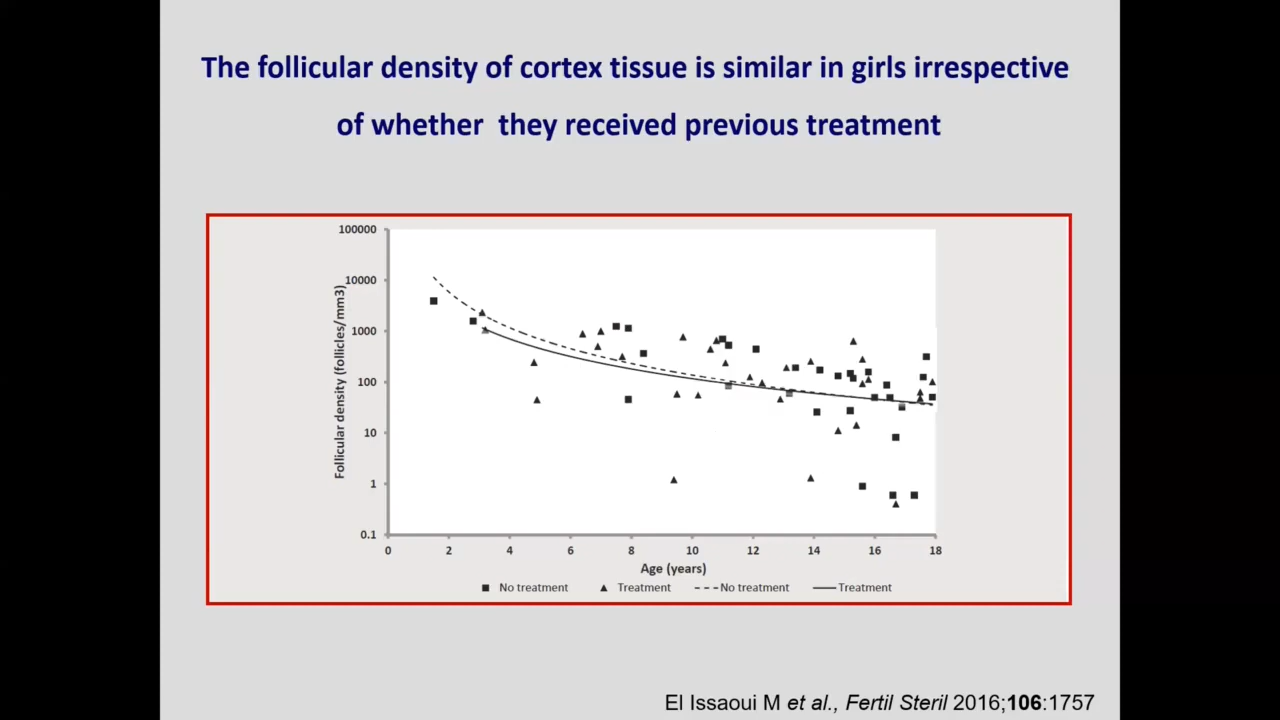 The follicular density of cortex tissue is similar in girls irrespective
of whether they received previous treatment
100000
10000
1000
100
10
1
0.1
Follicular density (follicles/mm3)
0 2 4 6 8 10 12 14 16 18
Age (years)
No treatment Treatment No treatment Treatment
El Issaoui M et al., Fertil Steril 2016;106:1757